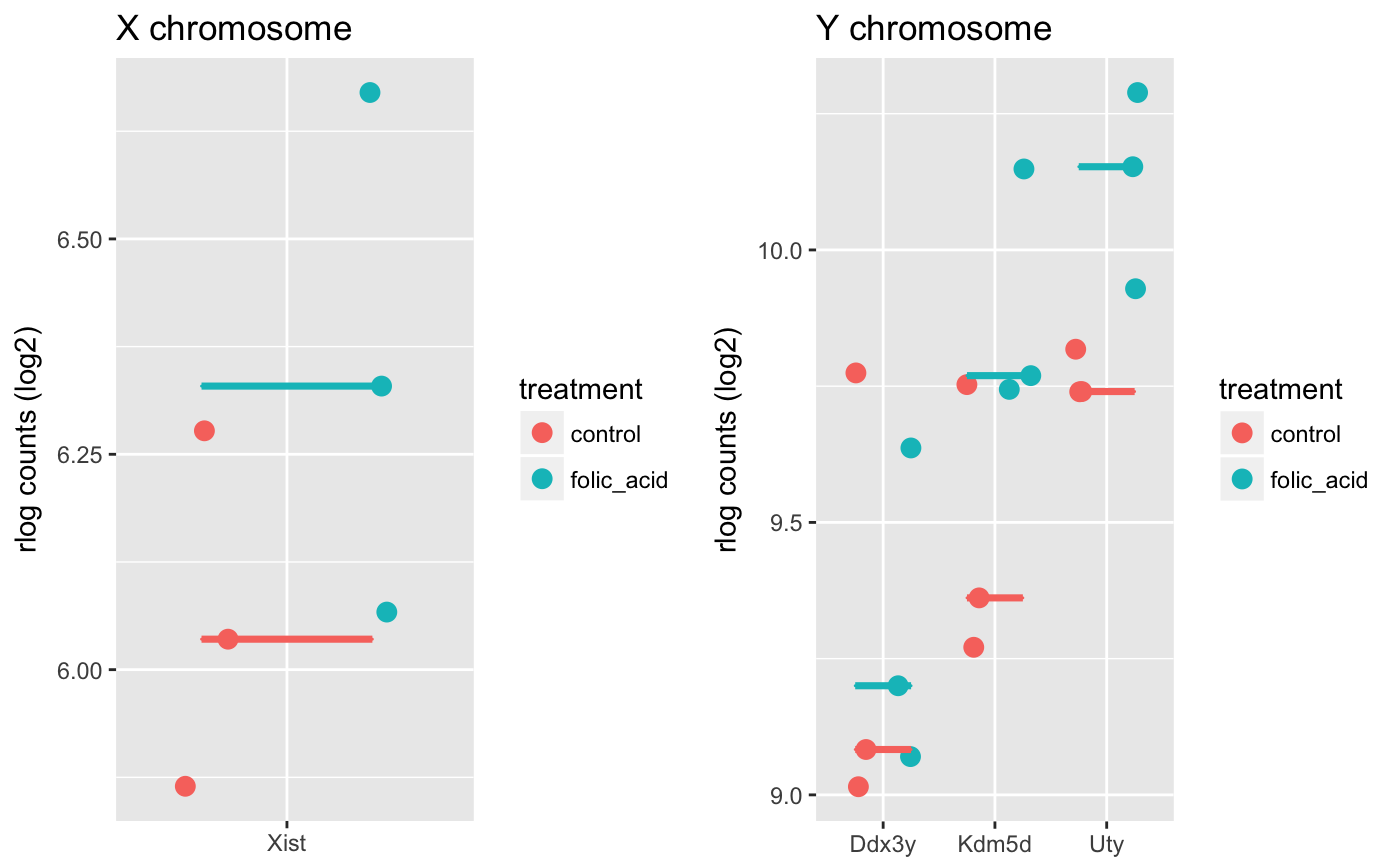 X chromosome
rlog counts (log2)
6.50
6.25
6.00
Xist
treatment
control
folic_acid
Y chromosome
rlog counts (log2)
10.0
9.5
9.0
Ddx3y Kdm5d Uty
treatment
control
folic_acid